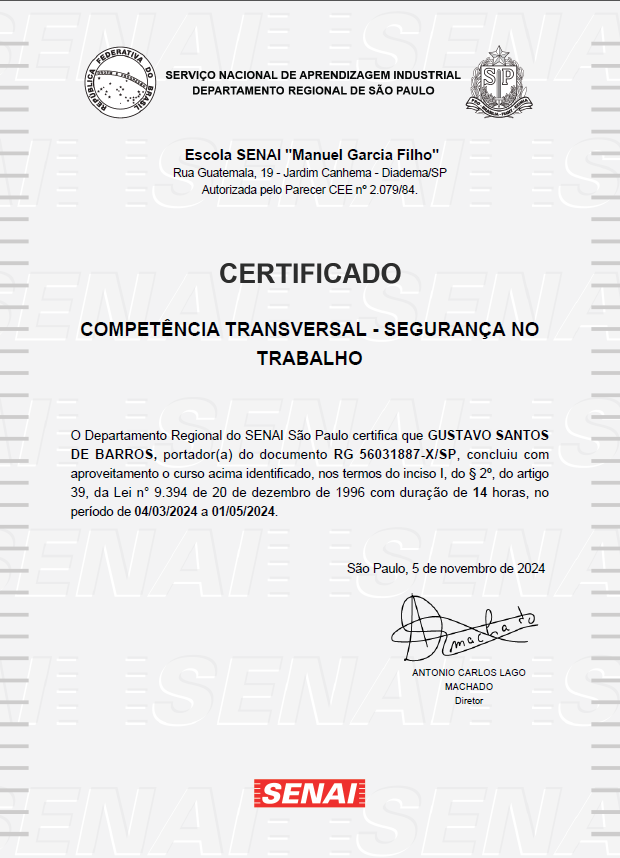 REPÚBLICA FEDERATIVA DO BRASIL
SERVIÇO NACIONAL DE APRENDIZAGEM INDUSTRIAL
DEPARTAMENTO REGIONAL DE SÃO PAULO
SP
Escola SENAI "Manuel Garcia Filho"
Rua Guatemala, 19 - Jardim Canhema - Diadema/SP
Autorizada pelo Parecer CEE nº 2.079/84.
CERTIFICADO
COMPETÊNCIA TRANSVERSAL - SEGURANÇA NO
TRABALHO
O Departamento Regional do SENAI São Paulo certifica que GUSTAVO SANTOS
DE BARROS, portador(a) do documento RG 56031887-X/SP, concluiu com
aproveitamento o curso acima identificado, nos termos do inciso I, do § 2º, do artigo
39, da Lei n° 9.394 de 20 de dezembro de 1996 com duração de 14 horas, no
período de 04/03/2024 a 01/05/2024.
São Paulo, 5 de novembro de 2024
Amachado
ANTONIO CARLOS LAGO
MACHADO
Diretor
SENAI